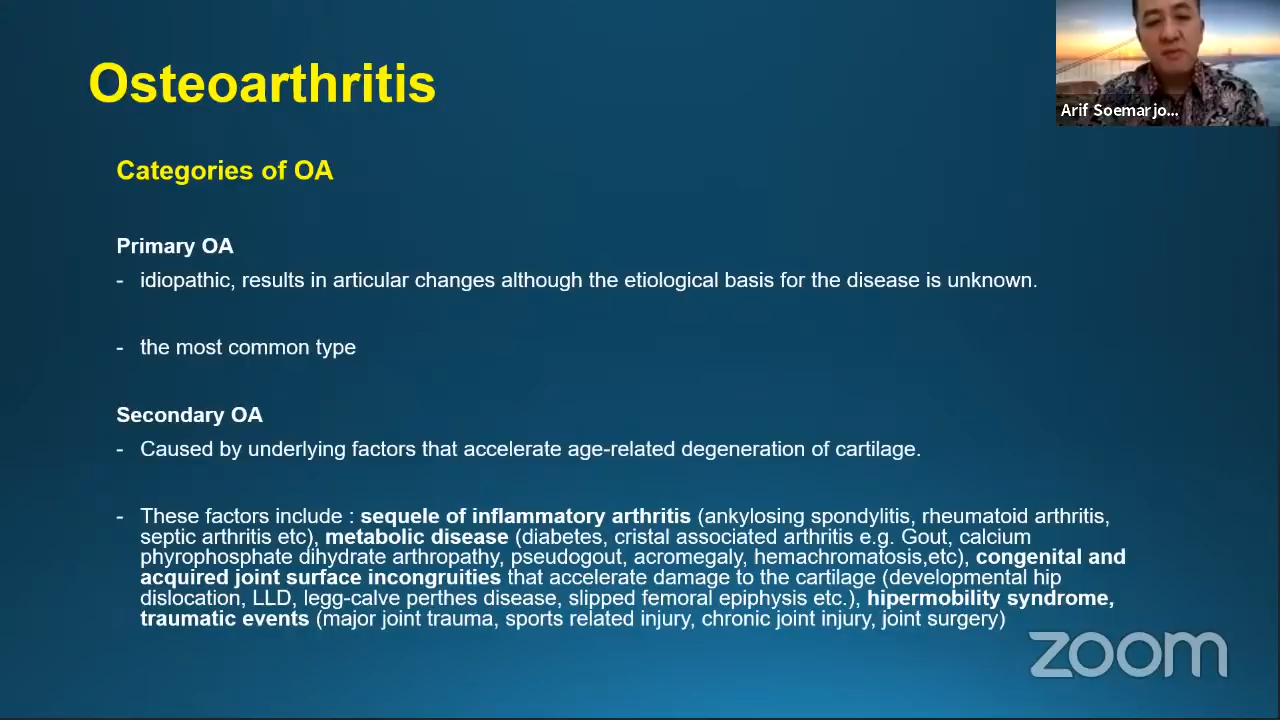 Osteoarthritis
Arif Soemarjo...
Categories of OA
Primary OA
- idiopathic, results in articular changes although the etiological basis for the disease is unknown.
- the most common type
Secondary OA
- Caused by underlying factors that accelerate age-related degeneration of cartilage.
- These factors include : sequele of inflammatory arthritis (ankylosing spondylitis, rheumatoid arthritis,
septic arthritis etc), metabolic disease (diabetes, cristal associated arthritis e.g. Gout, calcium
phyrophosphate dihydrate arthropathy, pseudogout, acromegaly, hemachromatosis,etc), congenital and
acquired joint surface incongruities that accelerate damage to the cartilage (developmental hip
dislocation, LLD, legg-calve perthes disease, slipped femoral epiphysis etc.), hipermobility syndrome,
traumatic events (major joint trauma, sports related injury, chronic joint injury, joint surgery)
zoom